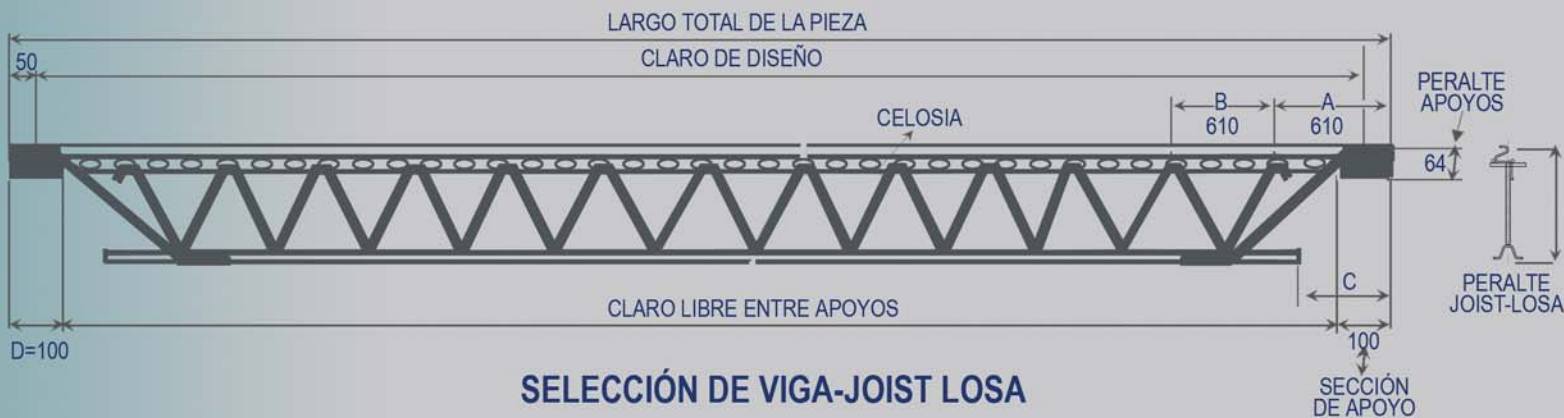 LARGO TOTAL DE LA PIEZA
50
CLARO DE DISEÑO
B
610
A
610
PERALTE
APOYOS
CELOSIA
64
C
PERALTE
JOIST-LOSA
CLARO LIBRE ENTRE APOYOS
D=100
100
SECCIÓN
DE APOYO
SELECCIÓN DE VIGA-JOIST LOSA